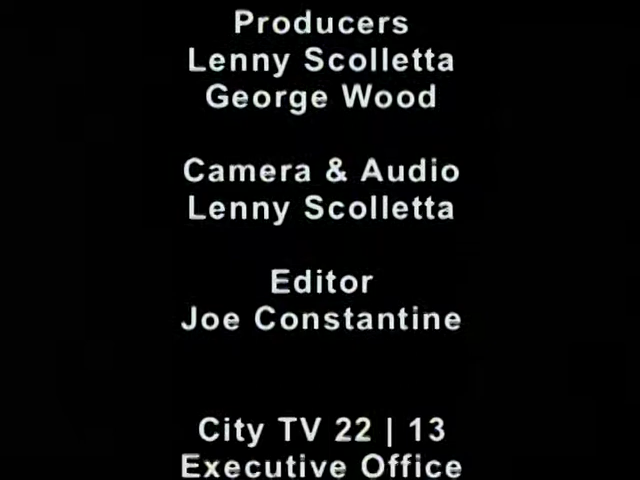 Producers
Lenny Scolletta
George Wood
Camera & Audio
Lenny Scolletta
Editor
Joe Constantine
City TV 22 | 13
Executive Office